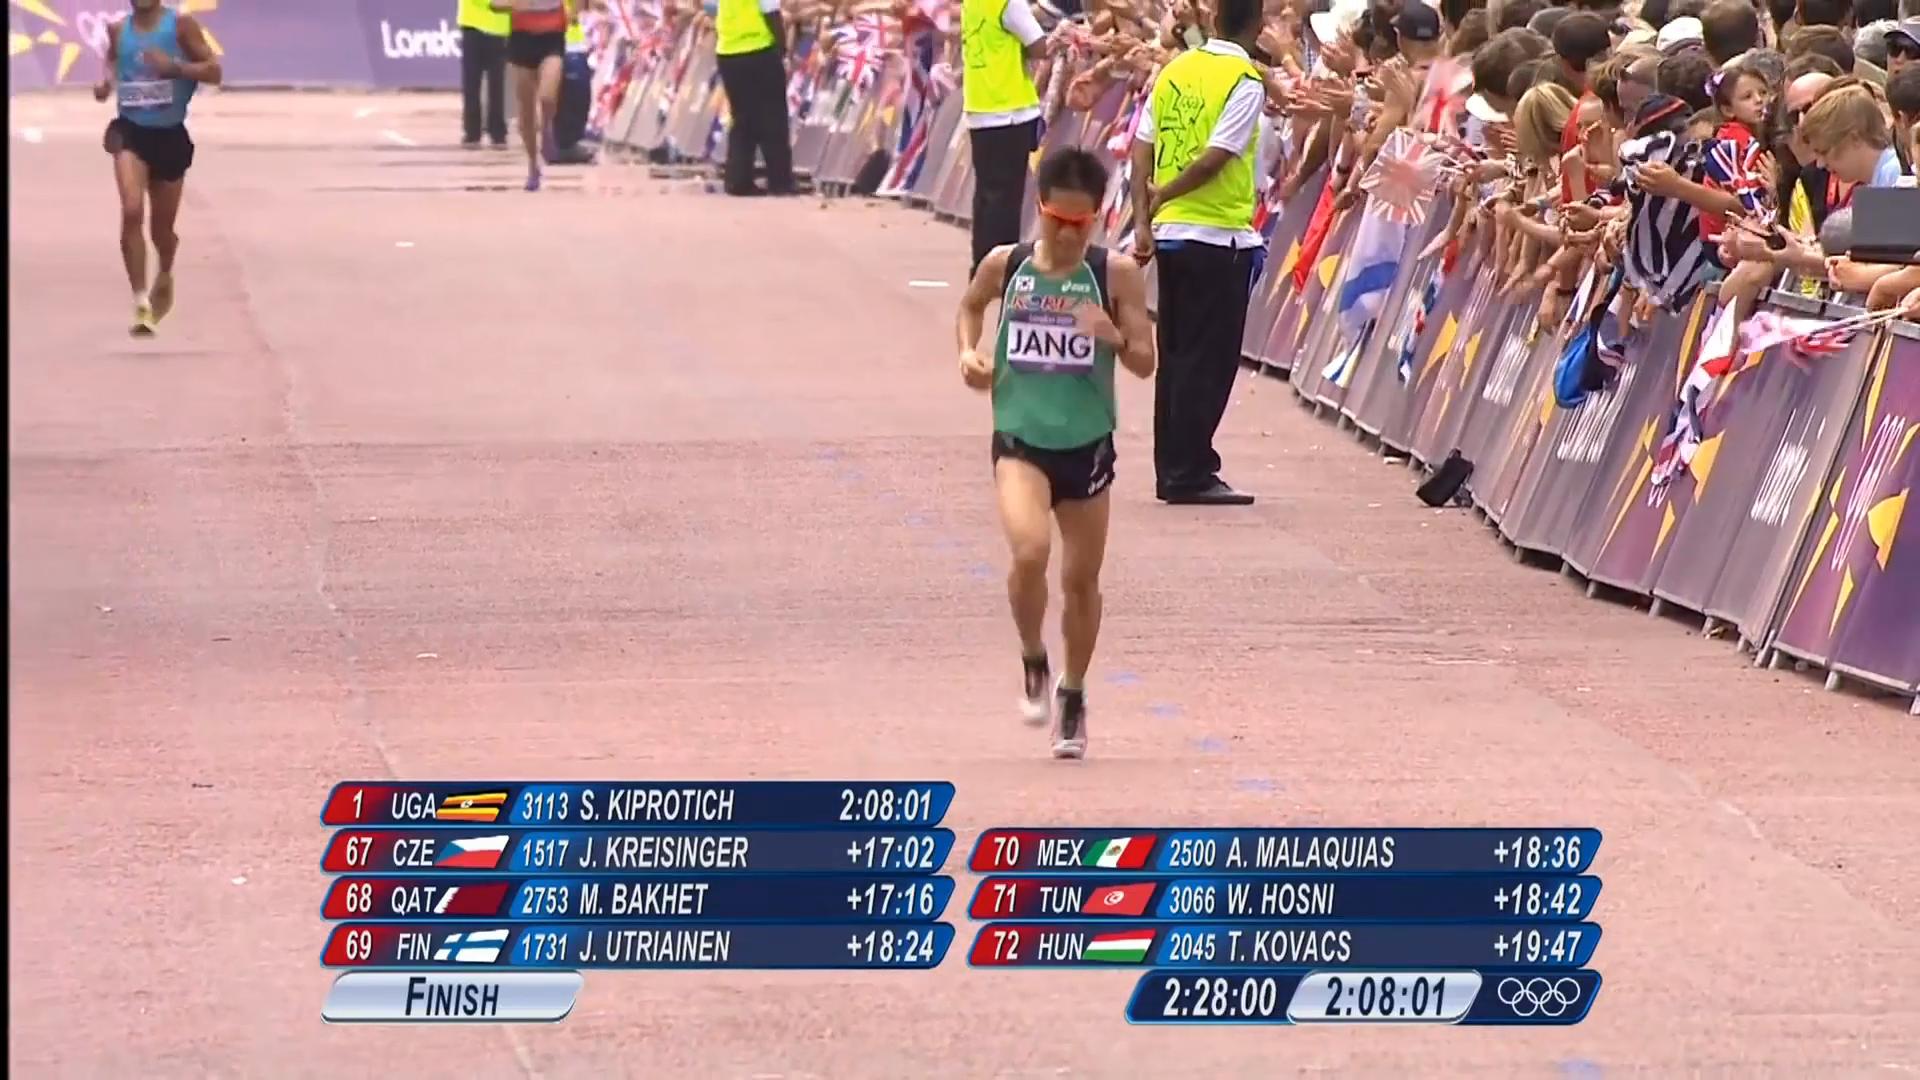 Londo
KOREA
London 2012
JANG
1 UGA 3113 S. KIPROTICH 2:08:01
67 CZE 1517 J. KREISINGER +17:02
68 QAT 2753 M. BAKHET +17:16
69 FIN 1731 J. UTRIAINEN +18:24
70 MEX 2500 A. MALAQUIAS +18:36
71 TUN 3066 W. HOSNI +18:42
72 HUN 2045 T. KOVACS +19:47
FINISH
2:28:00 2:08:01